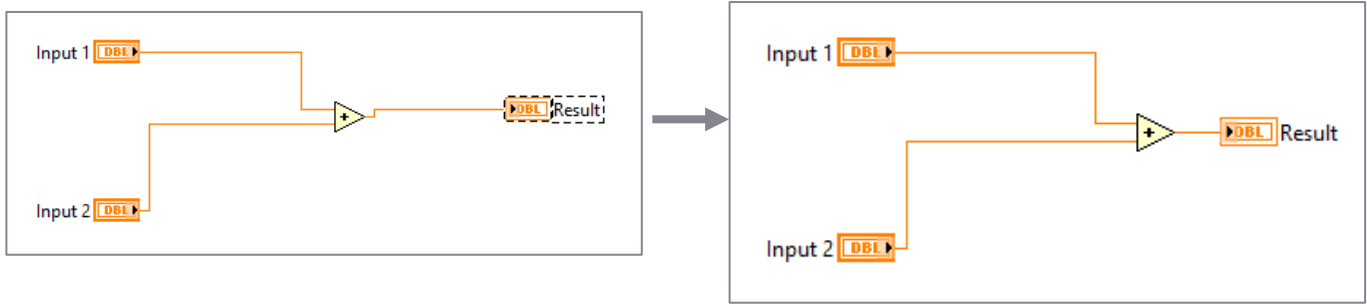 Input 1 DBL
+
DBL Result
Input 2 DBL
Input 1 DBL
+
DBL Result
Input 2 DBL